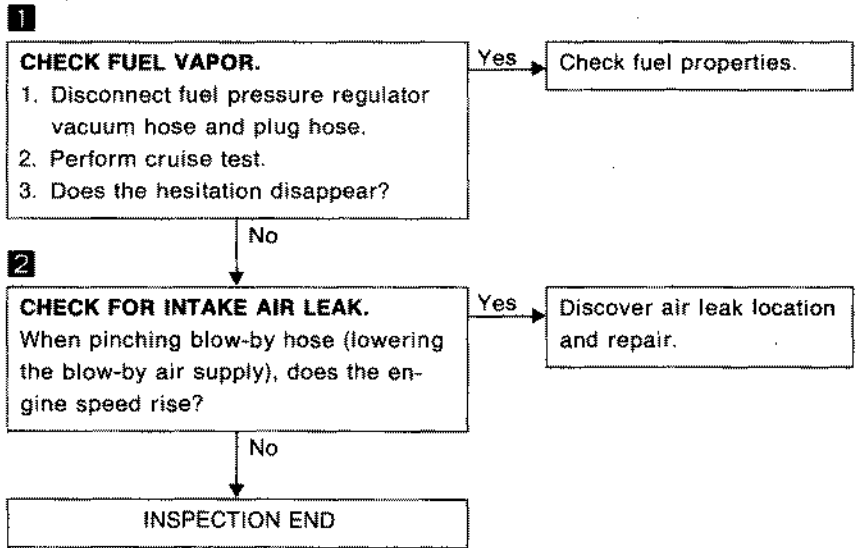 1
CHECK FUEL VAPOR.
1. Disconnect fuel pressure regulator
vacuum hose and plug hose.
2. Perform cruise test.
3. Does the hesitation disappear?
Yes
Check fuel properties.
No
2
CHECK FOR INTAKE AIR LEAK.
When pinching blow-by hose (lowering
the blow-by air supply), does the en-
gine speed rise?
Yes
Discover air leak location
and repair.
No
INSPECTION END